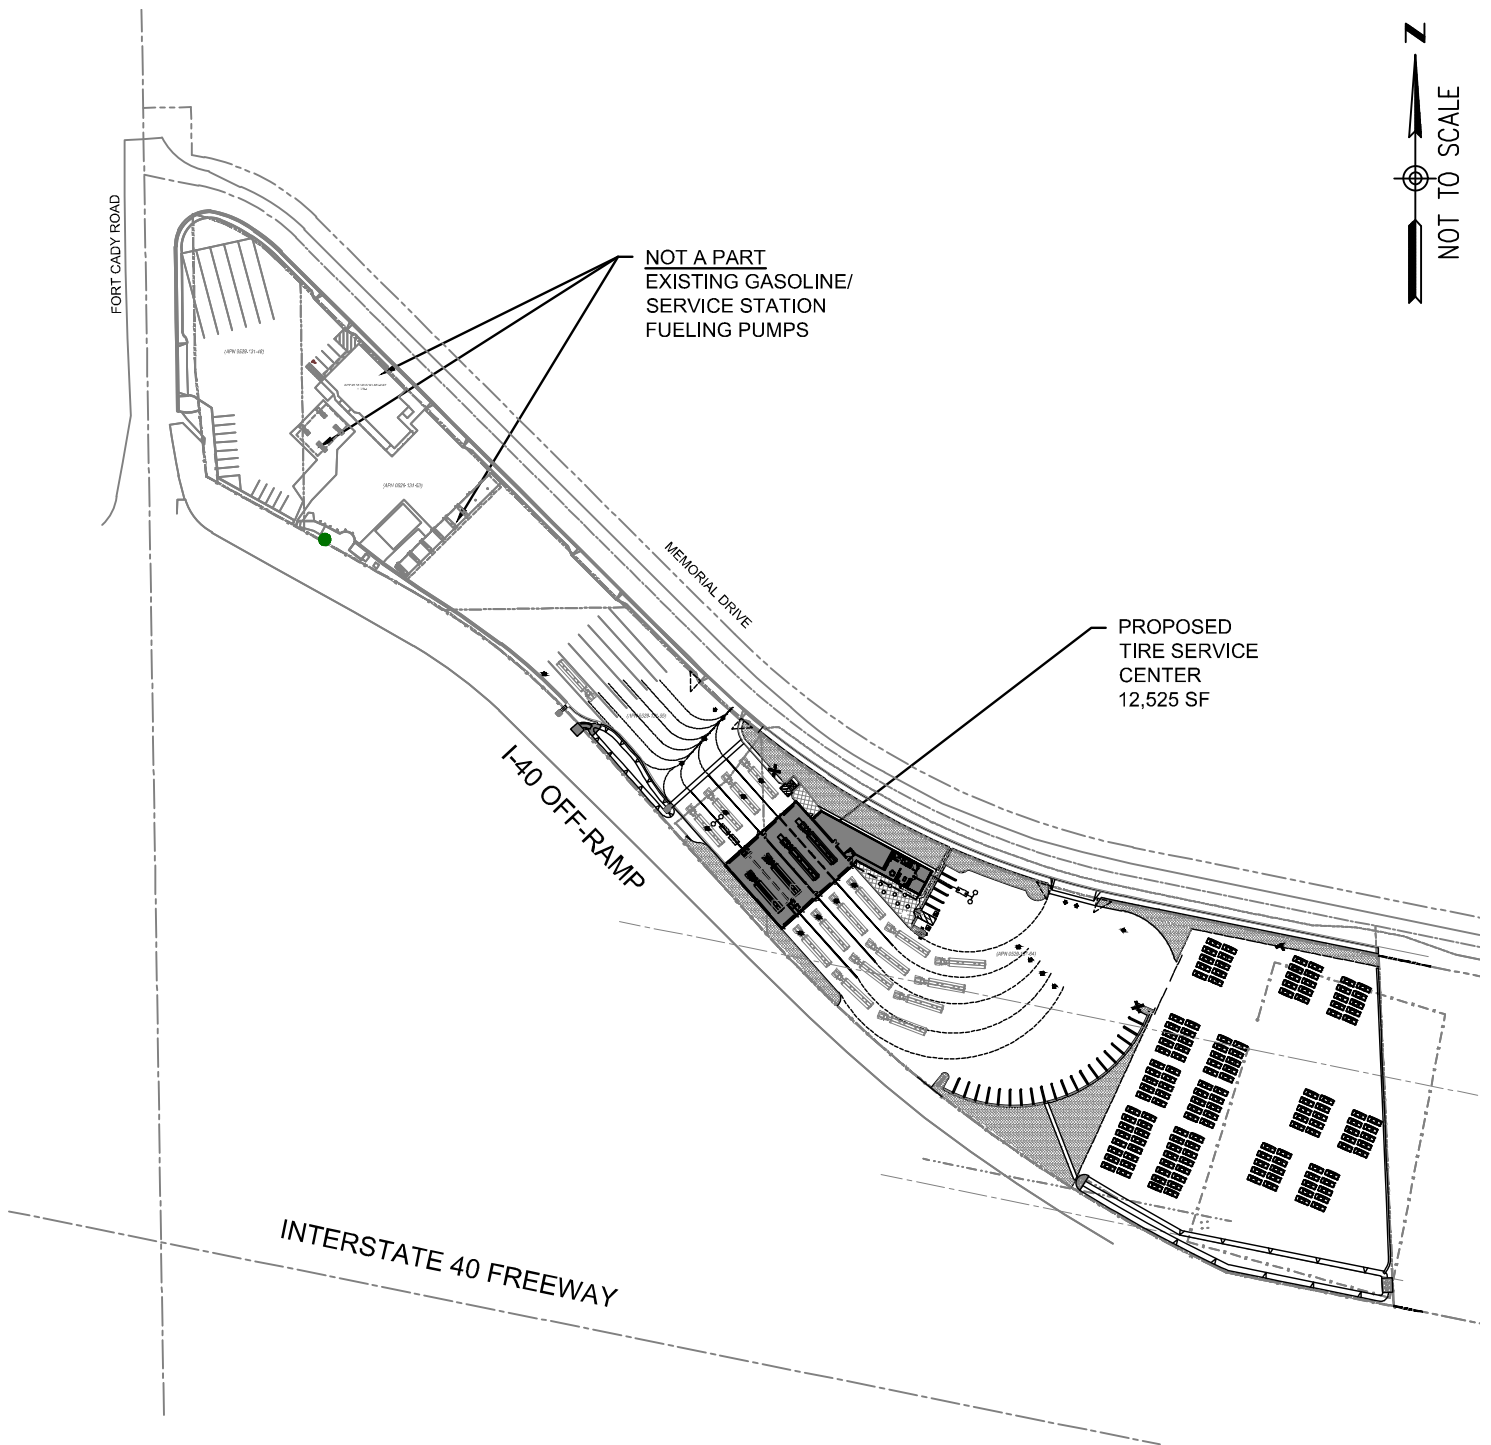 N
NOT TO SCALE
FORT CADY ROAD
NOT A PART
EXISTING GASOLINE/
SERVICE STATION
FUELING PUMPS
MEMORIAL DRIVE
PROPOSED
TIRE SERVICE
CENTER
12,525 SF
I-40 OFF-RAMP
INTERSTATE 40 FREEWAY